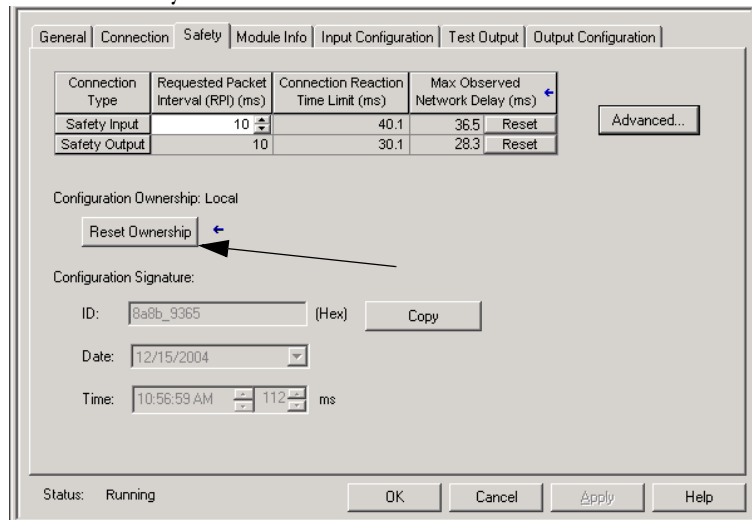 General Connection Safety Module Info Input Configuration Test Output Output Configuration
Connection Type Requested Packet Interval (RPI) (ms) Connection Reaction Time Limit (ms) Max Observed Network Delay (ms)
Safety Input 10 40.1 36.5 Reset
Safety Output 10 30.1 28.3 Reset
Advanced...
Configuration Ownership: Local
Reset Ownership
Configuration Signature:
ID: 8a8b_9365 (Hex) Copy
Date: 12/15/2004
Time: 10:56:59 AM 112 ms
Status: Running OK Cancel Apply Help